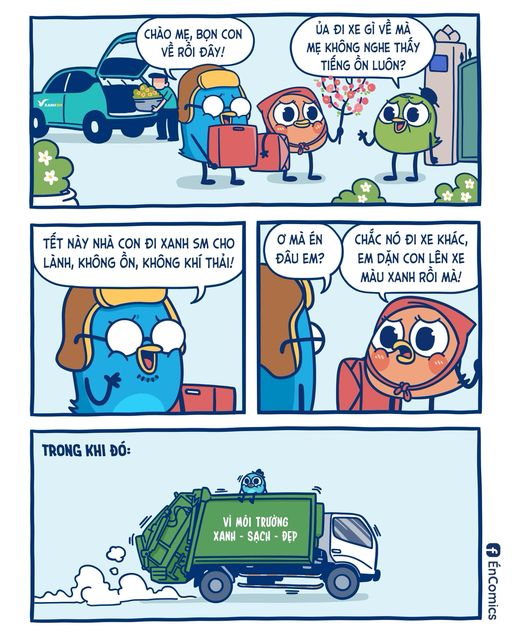 CHÀO MẸ, BỌN CON
VỀ RỒI ĐÂY!
ỦA ĐI XE GÌ VỀ MÀ
MẸ KHÔNG NGHE THẤY
TIẾNG ỒN LUÔN?
XANH SM
TẾT NÀY NHÀ CON ĐI XANH SM CHO
LÀNH, KHÔNG ỒN, KHÔNG KHÍ THẢI!
Ơ MÀ ÉN
ĐÂU EM?
CHẮC NÓ ĐI XE KHÁC,
EM DẶN CON LÊN XE
MÀU XANH RỒI MÀ!
TRONG KHI ĐÓ:
VÌ MÔI TRƯỜNG
XANH - SẠCH - ĐẸP
ÉnComics